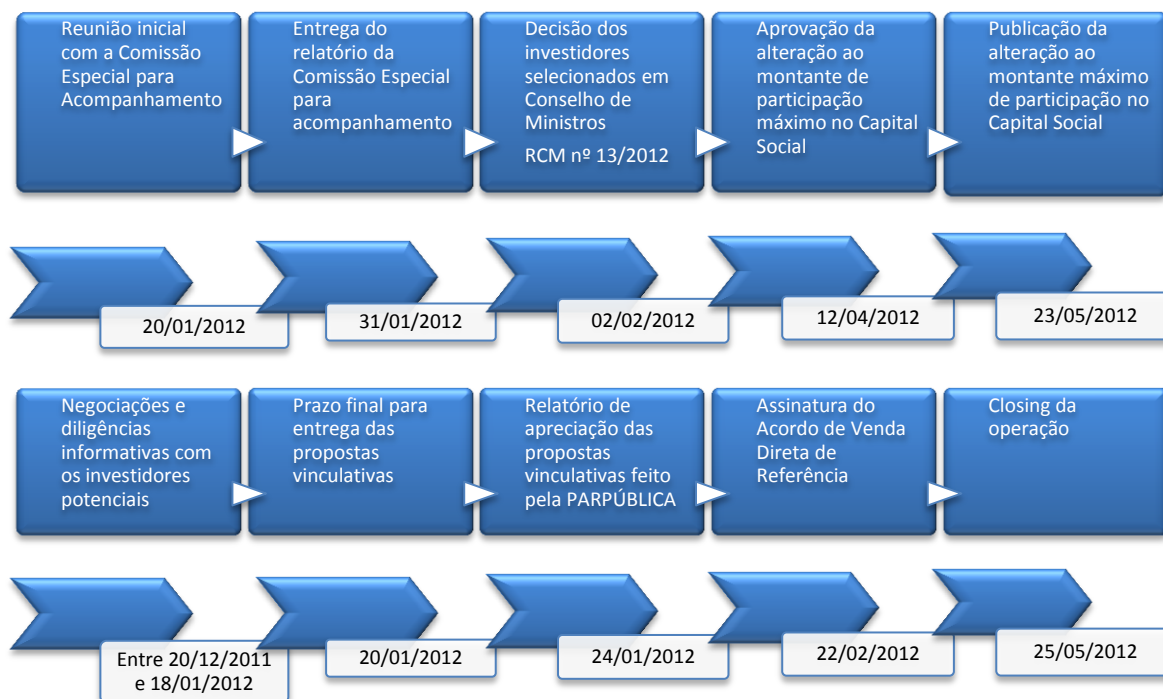 Reunião inicial
com a Comissão
Especial para
Acompanhamento
Entrega do
relatório da
Comissão Especial
para
acompanhamento
Decisão dos
investidores
selecionados em
Conselho de
Ministros
RCM nº 13/2012
Aprovação da
alteração ao
montante de
participação
máximo no Capital
Social
Publicação da
alteração ao
montante máximo
de participação no
Capital Social
20/01/2012
31/01/2012
02/02/2012
12/04/2012
23/05/2012
Negociações e
diligências
informativas com
os investidores
potenciais
Prazo final para
entrega das
propostas
vinculativas
Relatório de
apreciação das
propostas
vinculativas feito
pela PARPÚBLICA
Assinatura do
Acordo de Venda
Direta de
Referência
Closing da
operação
Entre 20/12/2011
e 18/01/2012
20/01/2012
24/01/2012
22/02/2012
25/05/2012